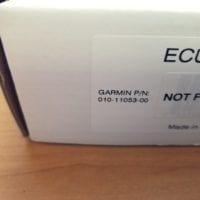 ECU
GARMIN P/N:
010-11053-00
NOT F
Made in